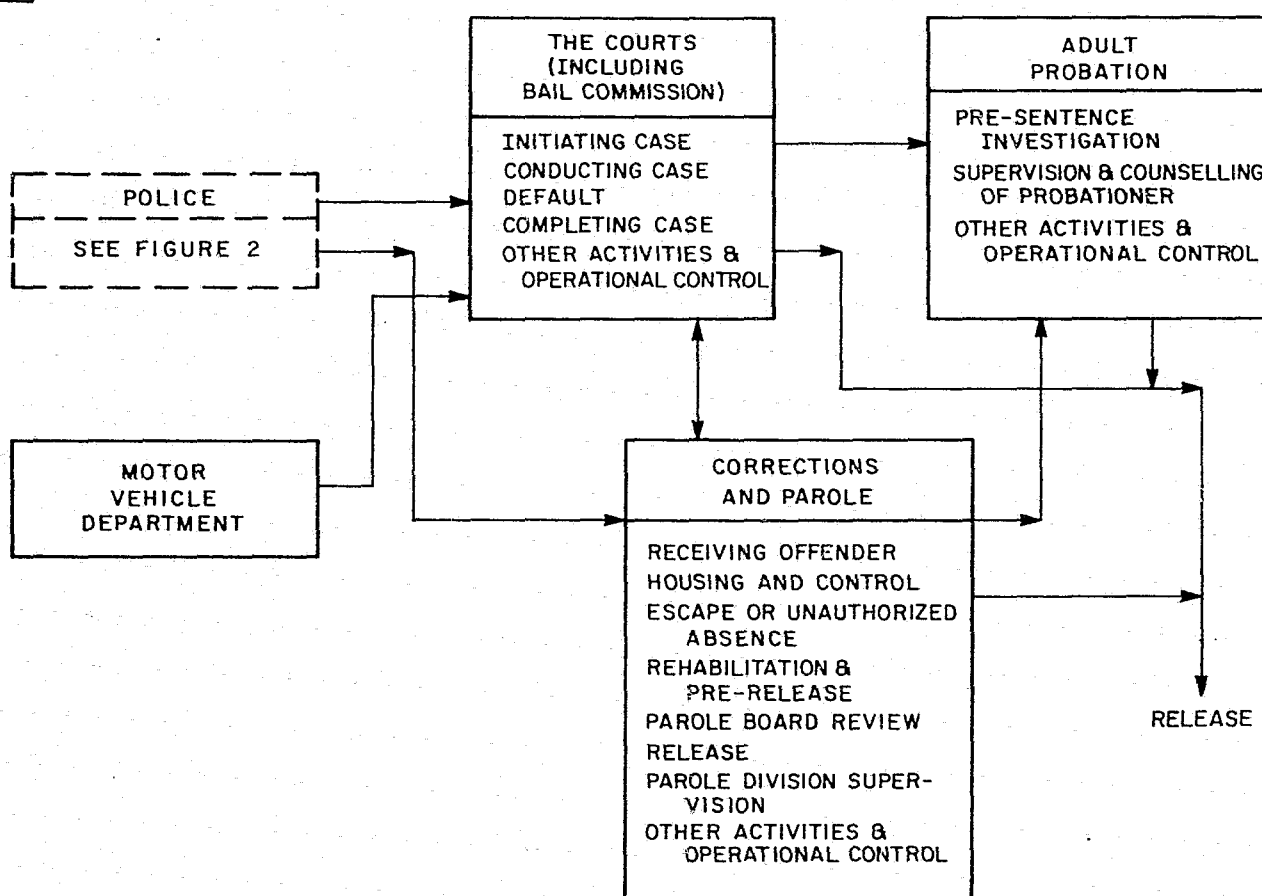 THE COURTS
(INCLUDING
BAIL COMMISSION)
INITIATING CASE
CONDUCTING CASE
DEFAULT
COMPLETING CASE
OTHER ACTIVITIES &
OPERATIONAL CONTROL
ADULT
PROBATION
PRE-SENTENCE
INVESTIGATION
SUPERVISION & COUNSELLING
OF PROBATIONER
OTHER ACTIVITIES &
OPERATIONAL CONTROL
POLICE
SEE FIGURE 2
MOTOR
VEHICLE
DEPARTMENT
CORRECTIONS
AND PAROLE
RECEIVING OFFENDER
HOUSING AND CONTROL
ESCAPE OR UNAUTHORIZED
ABSENCE
REHABILITATION &
PRE-RELEASE
PAROLE BOARD REVIEW
RELEASE
PAROLE DIVISION SUPER-
VISION
OTHER ACTIVITIES &
OPERATIONAL CONTROL
RELEASE